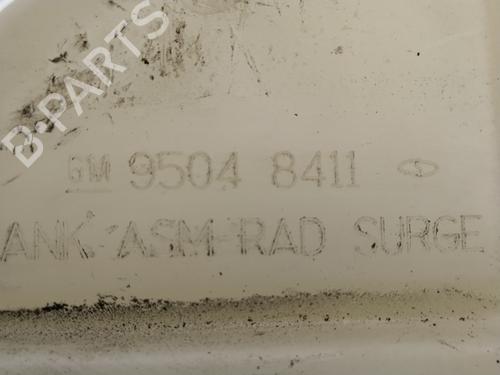 B-PARTS
GM 9504 8411
ANK ASM-RAD SURGE